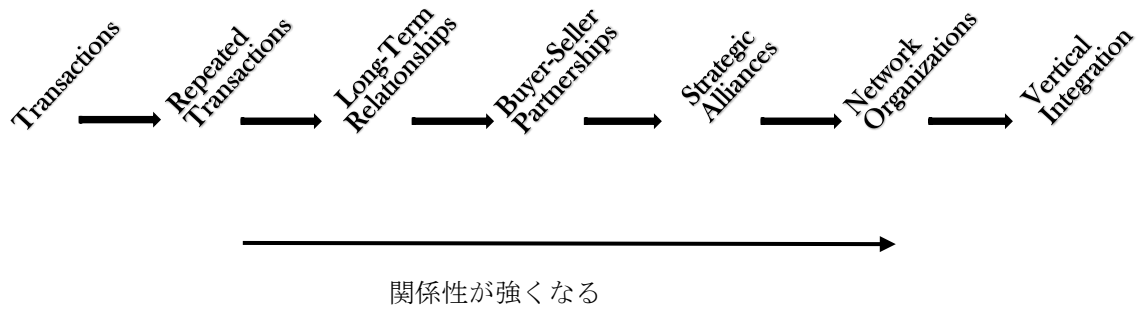 Transactions
Repeated
Transactions
Long-Term
Relationships
Buyer-Seller
Partnerships
Strategic
Alliances
Network
Organizations
Vertical
Integration
関係性が強くなる